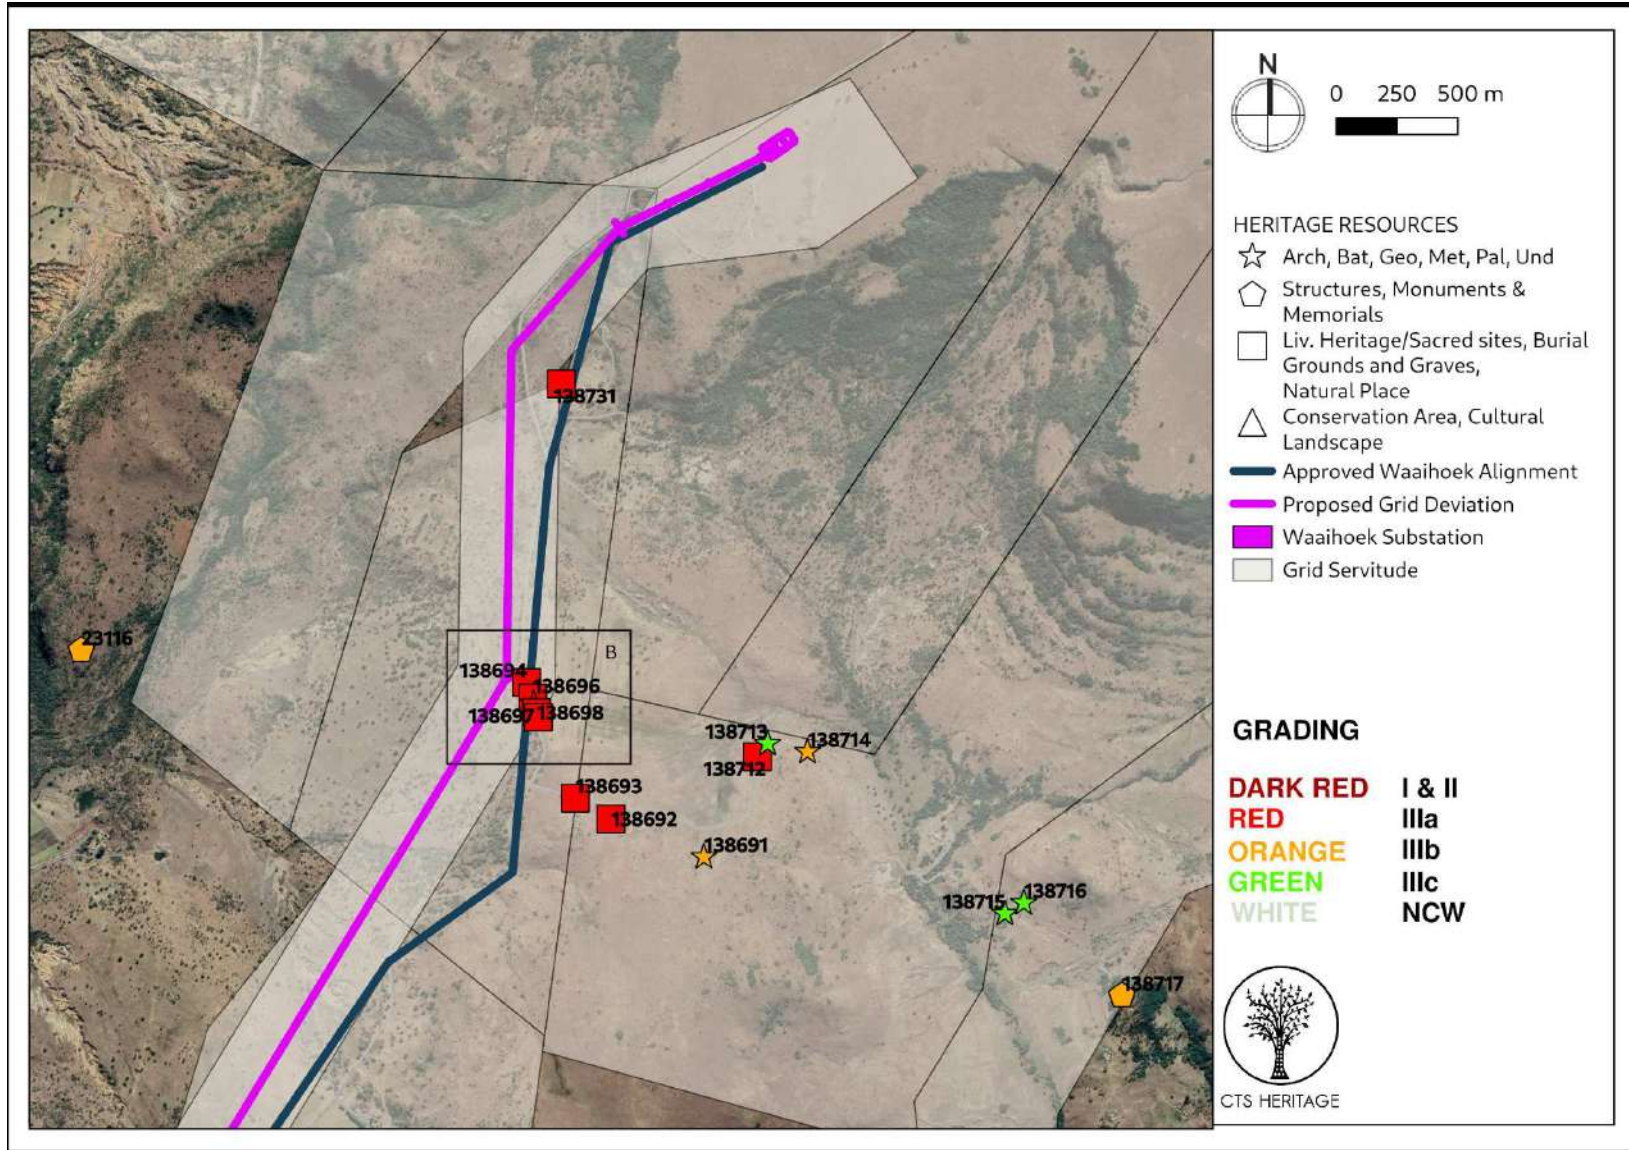 N
0 250 500 m
HERITAGE RESOURCES
Arch, Bat, Geo, Met, Pal, Und
Structures, Monuments &
Memorials
Liv. Heritage/Sacred sites, Burial
Grounds and Graves,
Natural Place
Conservation Area, Cultural
Landscape
Approved Waaihoek Alignment
Proposed Grid Deviation
Waaihoek Substation
Grid Servitude
GRADING
DARK RED I & II
RED IIIa
ORANGE IIIb
GREEN IIIc
WHITE NCW
CTS HERITAGE
138731
23116
B
138694
138696
138697
138698
138713
138714
138712
138693
138692
138691
138716
138715
138717